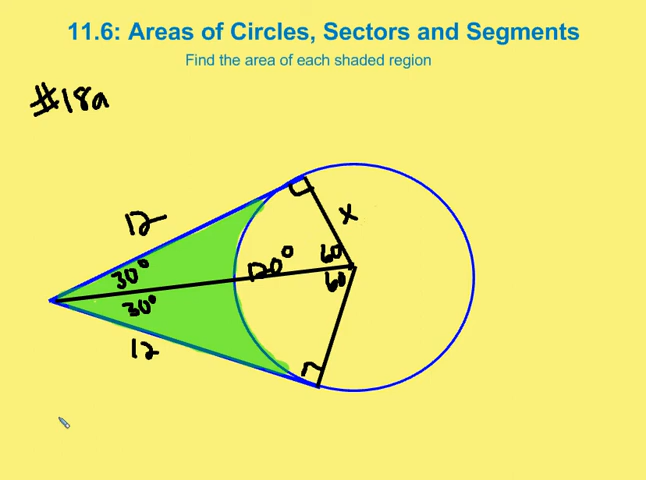 11.6: Areas of Circles, Sectors and Segments
Find the area of each shaded region
#18a
12
x
60
120°
30°
60
30°
12